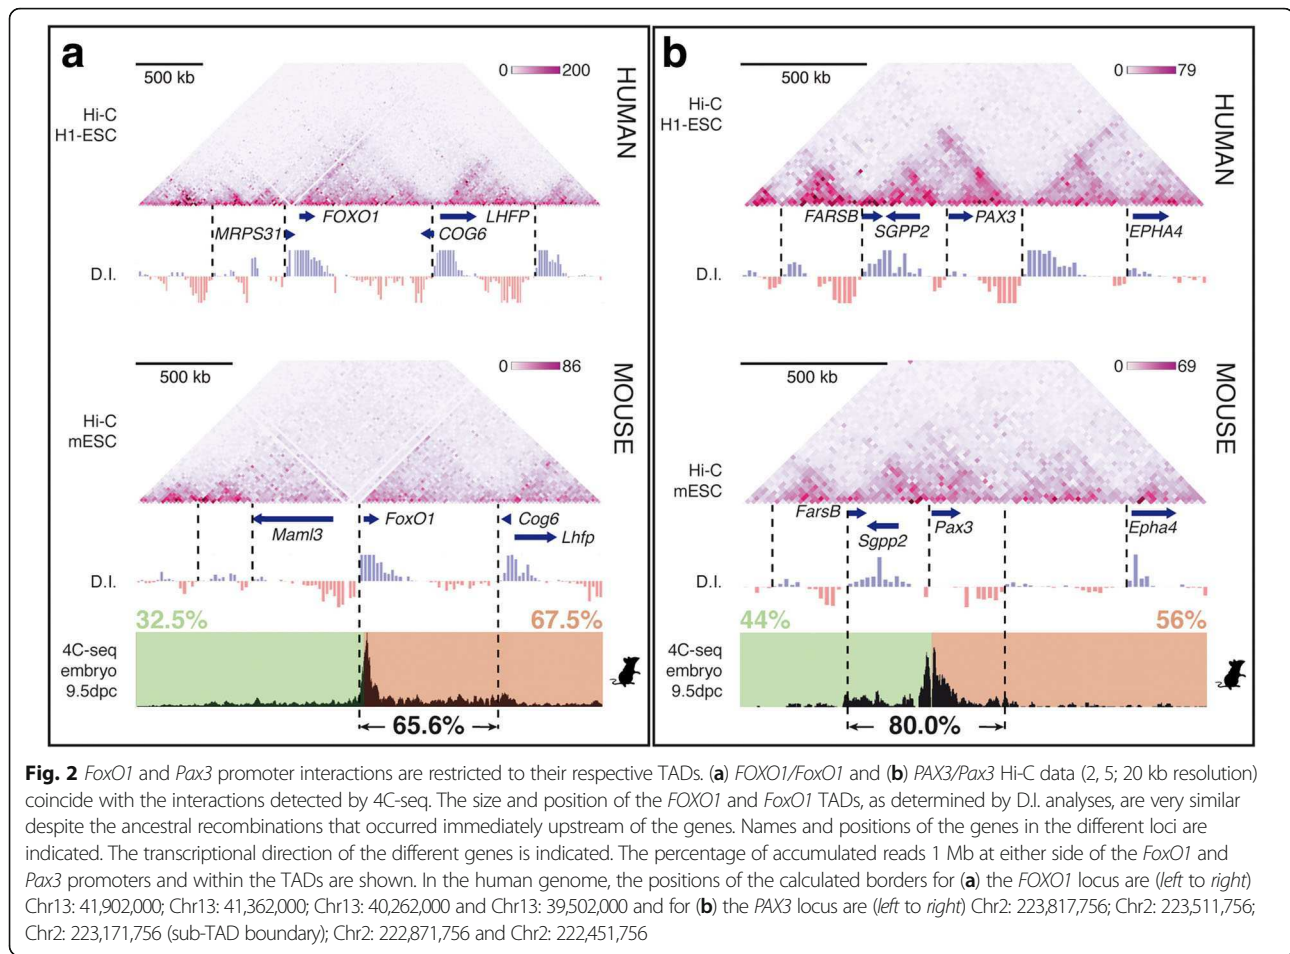 a
500 kb
0 200
HUMAN
Hi-C
H1-ESC
FOXO1
LHFP
MRPS31
COG6
D.I.
500 kb
0 86
MOUSE
Hi-C
mESC
FoxO1
Cog6
Maml3
Lhfp
D.I.
32.5%
67.5%
4C-seq
embryo
9.5dpc
65.6%
b
500 kb
0 79
HUMAN
Hi-C
H1-ESC
FARSB
PAX3
SGPP2
EPHA4
D.I.
500 kb
0 69
MOUSE
Hi-C
mESC
FarsB
Pax3
Epha4
Sgpp2
D.I.
44%
56%
4C-seq
embryo
9.5dpc
80.0%
Fig. 2 FoxO1 and Pax3 promoter interactions are restricted to their respective TADs. (a) FOXO1/FoxO1 and (b) PAX3/Pax3 Hi-C data (2, 5; 20 kb resolution)
coincide with the interactions detected by 4C-seq. The size and position of the FOXO1 and FoxO1 TADs, as determined by D.I. analyses, are very similar
despite the ancestral recombinations that occurred immediately upstream of the genes. Names and positions of the genes in the different loci are
indicated. The transcriptional direction of the different genes is indicated. The percentage of accumulated reads 1 Mb at either side of the FoxO1 and
Pax3 promoters and within the TADs are shown. In the human genome, the positions of the calculated borders for (a) the FOXO1 locus are (left to right)
Chr13: 41,902,000; Chr13: 41,362,000; Chr13: 40,262,000 and Chr13: 39,502,000 and for (b) the PAX3 locus are (left to right) Chr2: 223,817,756; Chr2: 223,511,756;
Chr2: 223,171,756 (sub-TAD boundary); Chr2: 222,871,756 and Chr2: 222,451,756